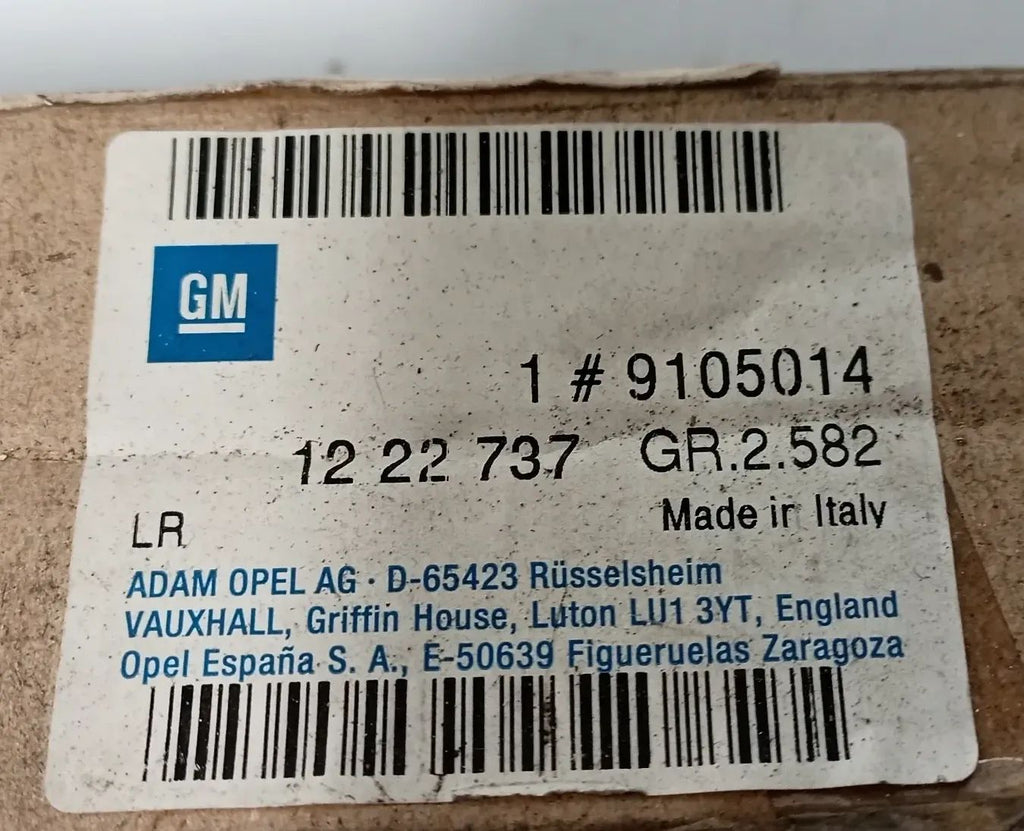 GM
1 # 9105014
12 22 737 GR.2.582
LR
Made in Italy
ADAM OPEL AG · D-65423 Rüsselsheim
VAUXHALL, Griffin House, Luton LU1 3YT, England
Opel España S. A., E-50639 Figueruelas Zaragoza